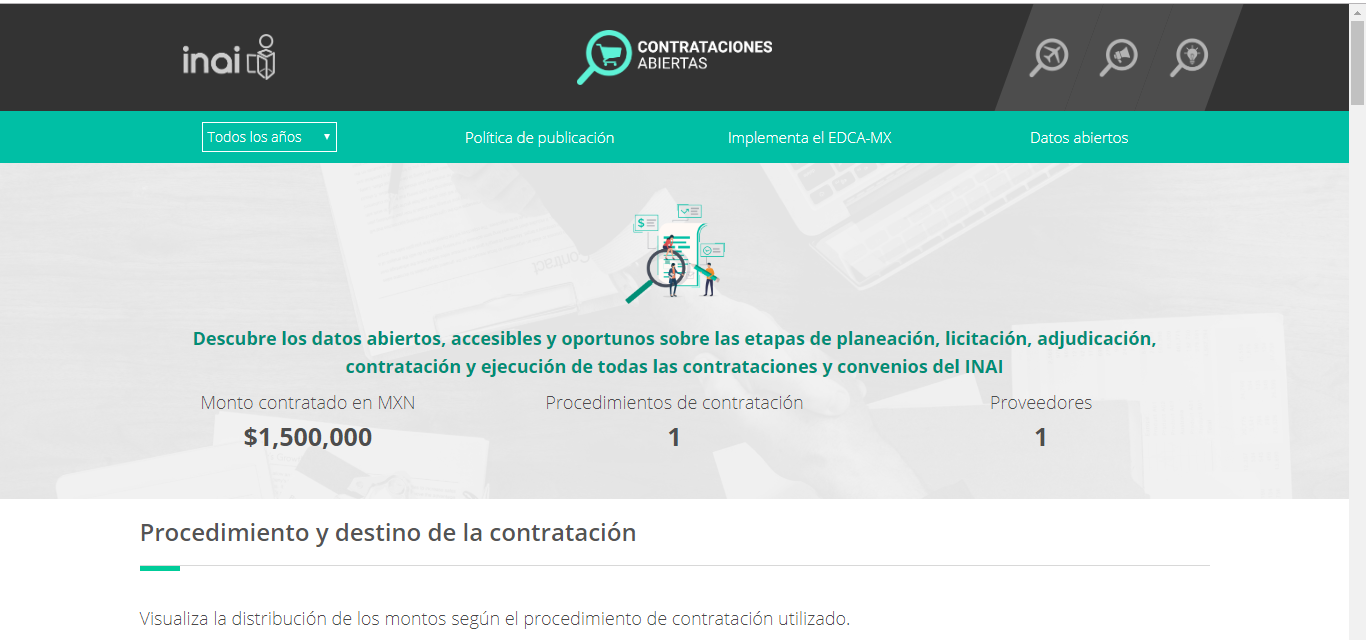 inai
CONTRATACIONES
ABIERTAS
Todos los años
Política de publicación
Implementa el EDCA-MX
Datos abiertos
Contract
Descubre los datos abiertos, accesibles y oportunos sobre las etapas de planeación, licitación, adjudicación,
contratación y ejecución de todas las contrataciones y convenios del INAI
Monto contratado en MXN
Procedimientos de contratación
Proveedores
$1,500,000
1
1
Procedimiento y destino de la contratación
Visualiza la distribución de los montos según el procedimiento de contratación utilizado.